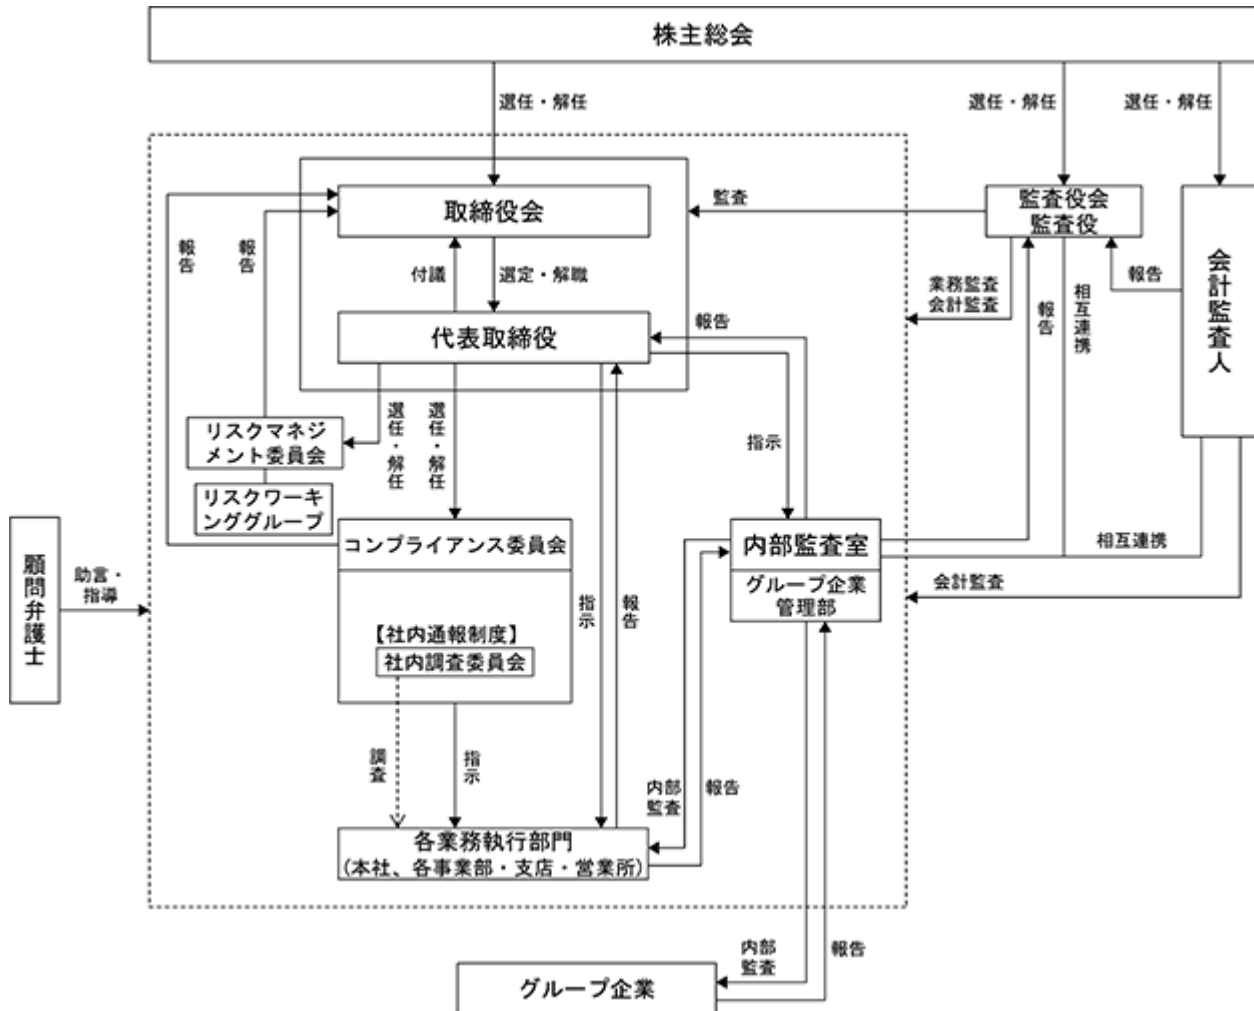 株主総会
選任・解任
選任・解任
選任・解任
取締役会
監査
監査役会
監査役
会計監査人
報告
報告
付議
選定・解職
業務監査
会計監査
報告
相互連携
報告
代表取締役
報告
選任・解任
選任・解任
指示
リスクマネジ
メント委員会
リスクワーキ
ンググループ
コンプライアンス委員会
内部監査室
グループ企業
管理部
相互連携
会計監査
顧問弁護士
助言・
指導
指示
報告
【社内通報制度】
社内調査委員会
調査
指示
内部
監査
報告
各業務執行部門
(本社、各事業部・支店・営業所)
内部
監査
報告
グループ企業